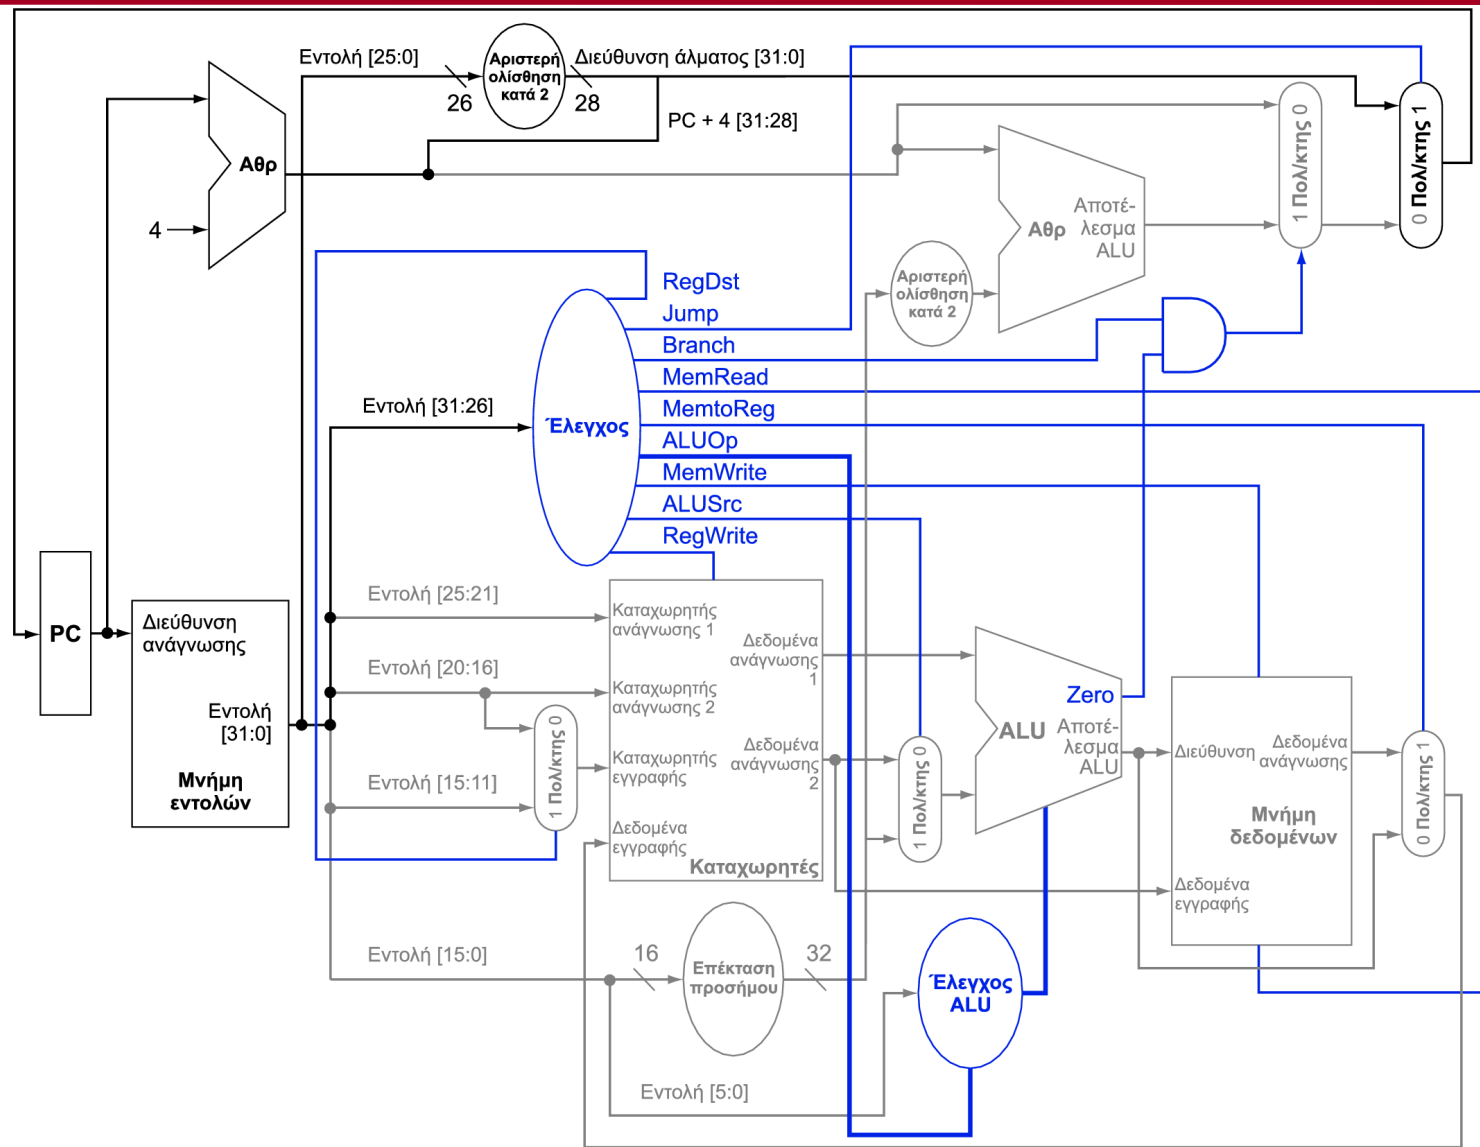 Εντολή [25:0]
26
Αριστερή
ολίσθηση
κατά 2
28
Διεύθυνση άλματος [31:0]
PC + 4 [31:28]
Αθρ
4
1 Πολ/κτης 0
0 Πολ/κτης 1
Αθρ
Αποτέ-
λεσμα
ALU
Αριστερή
ολίσθηση
κατά 2
RegDst
Jump
Branch
MemRead
MemtoReg
ALUOp
MemWrite
ALUSrc
RegWrite
Εντολή [31:26]
Έλεγχος
PC
Διεύθυνση
ανάγνωσης
Εντολή
[31:0]
Μνήμη
εντολών
Εντολή [25:21]
Εντολή [20:16]
Εντολή [15:11]
1 Πολ/κτης 0
Καταχωρητής
ανάγνωσης 1
Καταχωρητής
ανάγνωσης 2
Καταχωρητής
εγγραφής
Δεδομένα
εγγραφής
Δεδομένα
ανάγνωσης
1
Δεδομένα
ανάγνωσης
2
Καταχωρητές
1 Πολ/κτης 0
Zero
ALU
Αποτέ-
λεσμα
ALU
Διεύθυνση
Δεδομένα
ανάγνωσης
Μνήμη
δεδομένων
Δεδομένα
εγγραφής
0 Πολ/κτης 1
Εντολή [15:0]
16
Επέκταση
προσήμου
32
Έλεγχος
ALU
Εντολή [5:0]